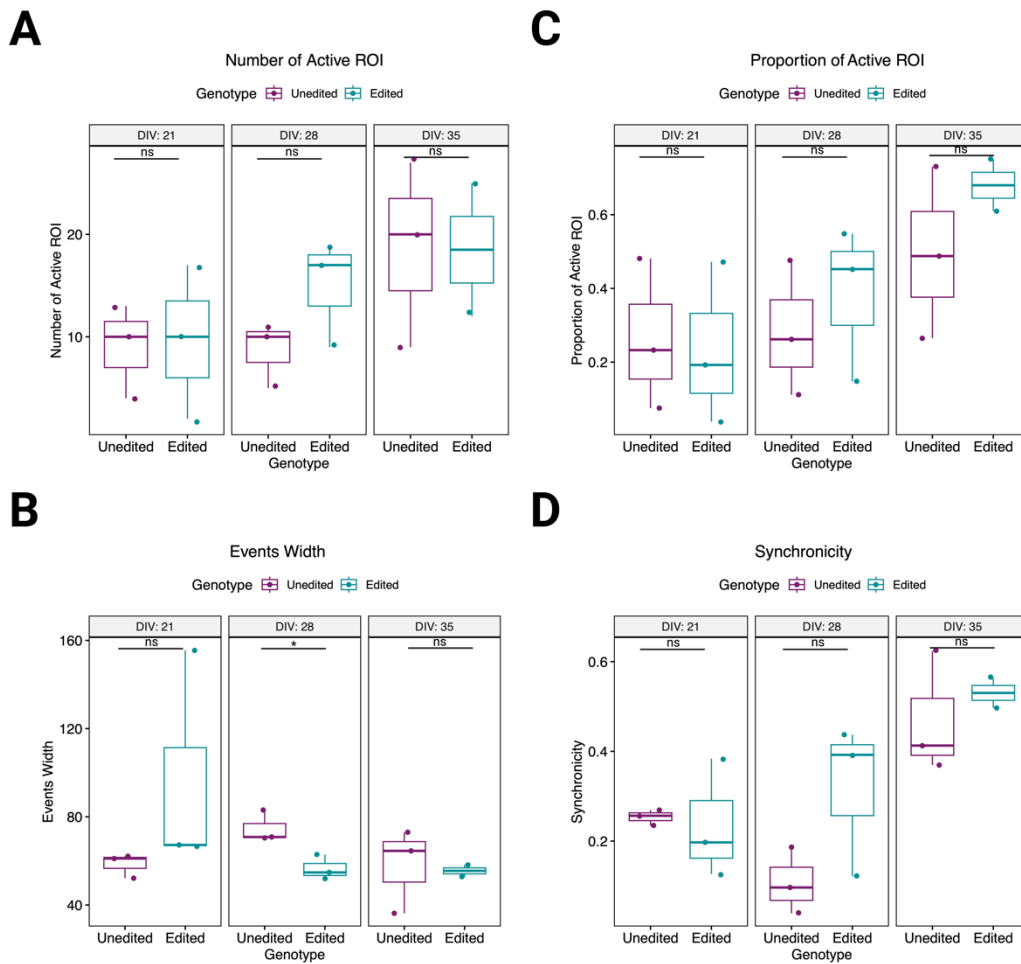 A
Number of Active ROI
Genotype Unedited Edited
DIV: 21 DIV: 28 DIV: 35
ns ns ns
Number of Active ROI
20
10
Unedited Edited Unedited Edited Unedited Edited
Genotype
C
Proportion of Active ROI
Genotype Unedited Edited
DIV: 21 DIV: 28 DIV: 35
ns ns ns
Proportion of Active ROI
0.6
0.4
0.2
Unedited Edited Unedited Edited Unedited Edited
Genotype
B
Events Width
Genotype Unedited Edited
DIV: 21 DIV: 28 DIV: 35
ns * ns
Events Width
160
120
80
40
Unedited Edited Unedited Edited Unedited Edited
Genotype
D
Synchronicity
Genotype Unedited Edited
DIV: 21 DIV: 28 DIV: 35
ns ns ns
Synchronicity
0.6
0.4
0.2
Unedited Edited Unedited Edited Unedited Edited
Genotype